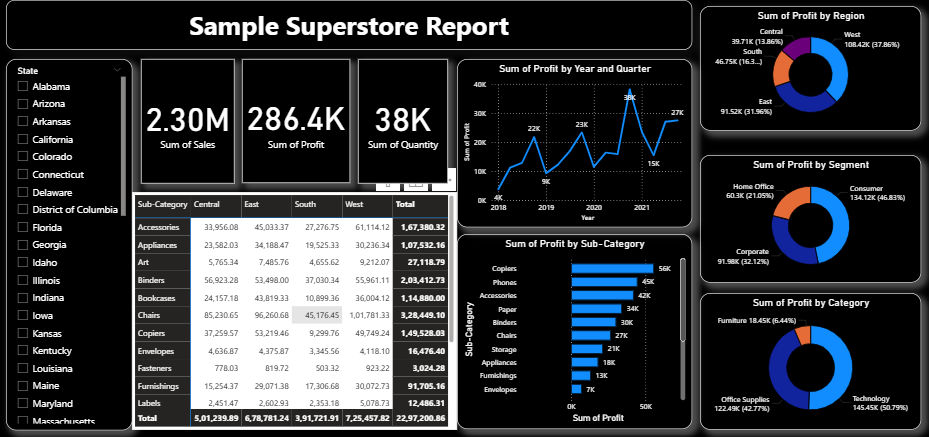 Sample Superstore Report
State
Alabama
Arizona
Arkansas
California
Colorado
Connecticut
Delaware
District of Columbia
Florida
Georgia
Idaho
Illinois
Indiana
Iowa
Kansas
Kentucky
Louisiana
Maine
Maryland
Massachusetts
2.30M
Sum of Sales
286.4K
Sum of Profit
38K
Sum of Quantity
Sub-Category Central East South West Total
Accessories 33,956.08 45,033.37 27,276.75 61,114.12 1,67,380.32
Appliances 23,582.03 34,188.47 19,525.33 30,236.34 1,07,532.16
Art 5,765.34 7,485.76 4,655.62 9,212.07 27,118.79
Binders 56,923.28 53,498.00 37,030.34 55,961.11 2,03,412.73
Bookcases 24,157.18 43,819.33 10,899.36 36,004.12 1,14,880.00
Chairs 85,230.65 96,260.68 45,176.45 1,01,781.33 3,28,449.10
Copiers 37,259.57 53,219.46 9,299.76 49,749.24 1,49,528.03
Envelopes 4,636.87 4,375.87 3,345.56 4,118.10 16,476.40
Fasteners 778.03 819.72 503.32 923.22 3,024.28
Furnishings 15,254.37 29,071.38 17,306.68 30,072.73 91,705.16
Labels 2,451.47 2,602.93 2,353.18 5,078.73 12,486.31
Total 5,01,239.89 6,78,781.24 3,91,721.91 7,25,457.82 22,97,200.86
Sum of Profit by Year and Quarter
Sum of Profit
40K
30K
20K
10K
0K
4K
22K
9K
23K
38K
15K
27K
2018 2019 2020 2021
Year
Sum of Profit by Sub-Category
Sub-Category
Copiers 56K
Phones 45K
Accessories 42K
Paper 34K
Binders 30K
Chairs 27K
Storage 21K
Appliances 18K
Furnishings 13K
Envelopes 7K
0K 50K
Sum of Profit
Sum of Profit by Region
Central
39.71K (13.86%)
South
46.75K (16.3...)
East
91.52K (31.96%)
West
108.42K (37.86%)
Sum of Profit by Segment
Home Office
60.3K (21.05%)
Corporate
91.98K (32.12%)
Consumer
134.12K (46.83%)
Sum of Profit by Category
Furniture 18.45K (6.44%)
Office Supplies
122.49K (42.77%)
Technology
145.45K (50.79%)